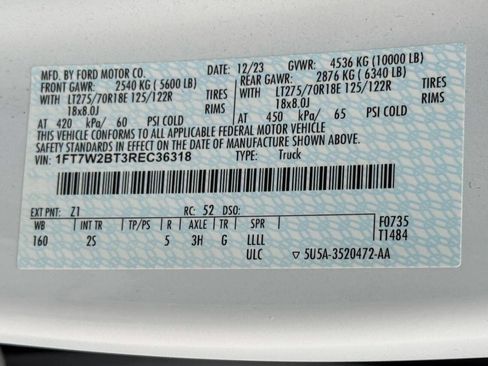 MFD. BY FORD MOTOR CO. DATE: 12/23 GVWR: 4536 KG (10000 LB)
FRONT GAWR: 2540 KG ( 5600 LB) REAR GAWR: 2876 KG ( 6340 LB)
WITH LT275/70R18E 125/122R TIRES WITH LT275/70R18E 125/122R TIRES
18x8.0J RIMS 18x8.0J RIMS
AT 420 kPa/ 60 PSI COLD AT 450 kPa/ 65 PSI COLD
THIS VEHICLE CONFORMS TO ALL APPLICABLE FEDERAL MOTOR VEHICLE
SAFETY STANDARDS IN EFFECT ON THE DATE OF MANUFACTURE SHOWN ABOVE.
VIN: 1FT7W2BT3REC36318 TYPE: Truck
EXT PNT: Z1 RC: 52 DSO: F0735
WB INT TR TP/PS R AXLE TR SPR T1484
160 2S 5 3H G LLLL
ULC 5U5A-3520472-AA